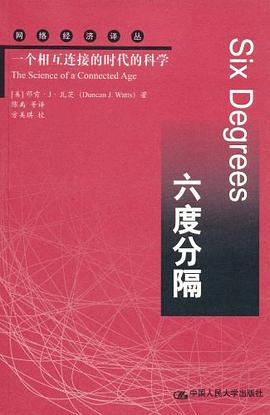 网络经济译丛
一个相互连接的时代的科学
The Science of a Connected Age
[美] 邓肯·J·瓦芝 (Duncan J. Watts) 著
陈禹 等译
方美琪 校
Six Degrees
六度分隔
中国人民大学出版社